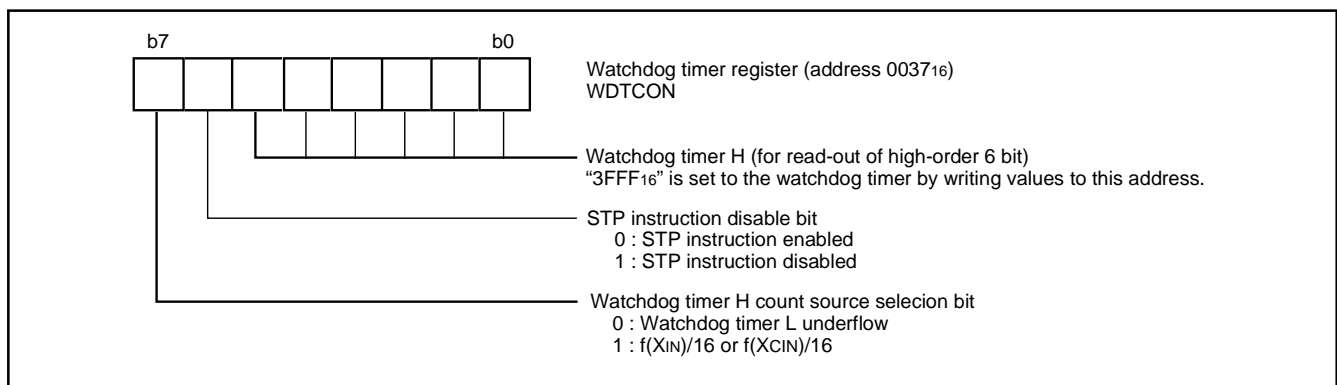 b7 b0
Watchdog timer register (address 003716)
WDTCON
Watchdog timer H (for read-out of high-order 6 bit)
“3FFF16” is set to the watchdog timer by writing values to this address.
STP instruction disable bit
0 : STP instruction enabled
1 : STP instruction disabled
Watchdog timer H count source selecion bit
0 : Watchdog timer L underflow
1 : f(XIN)/16 or f(XCIN)/16